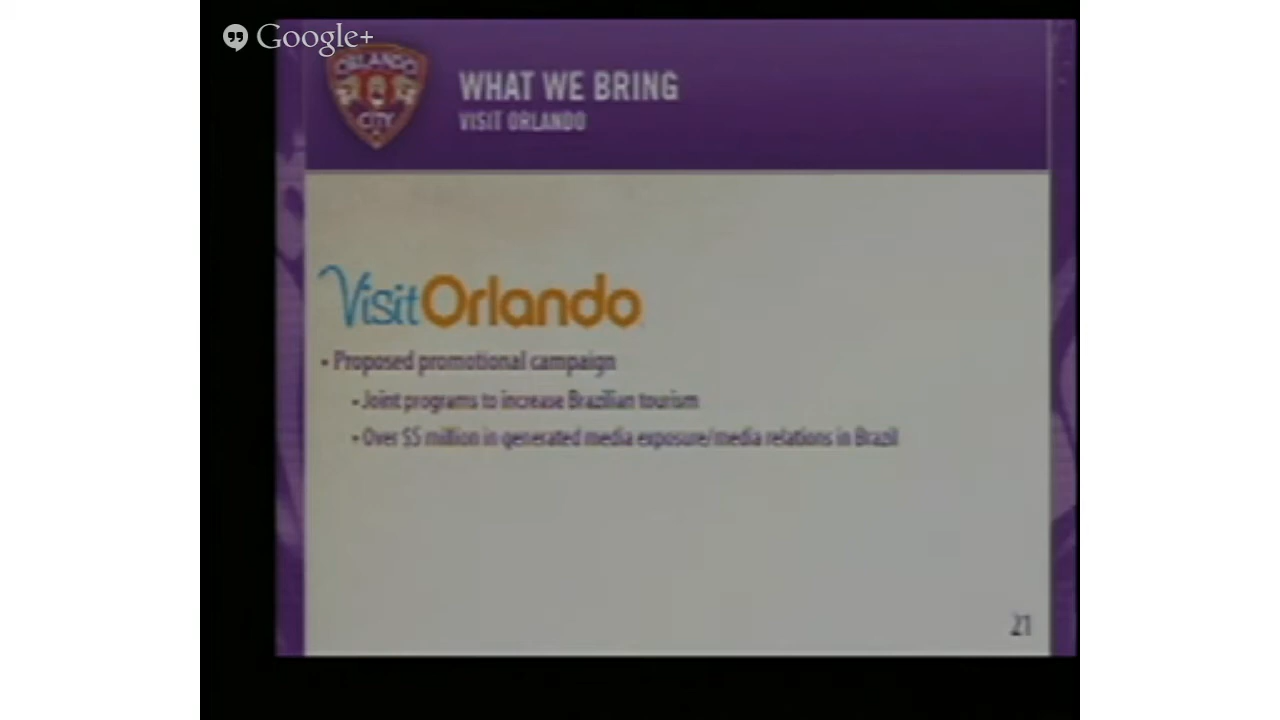 Google+
ORLANDO
CITY
WHAT WE BRING
VISIT ORLANDO
VisitOrlando
• Proposed promotional campaign
• Joint programs to increase Brazilian tourism
• Over $5 million in generated media exposure/media relations in Brazil
21